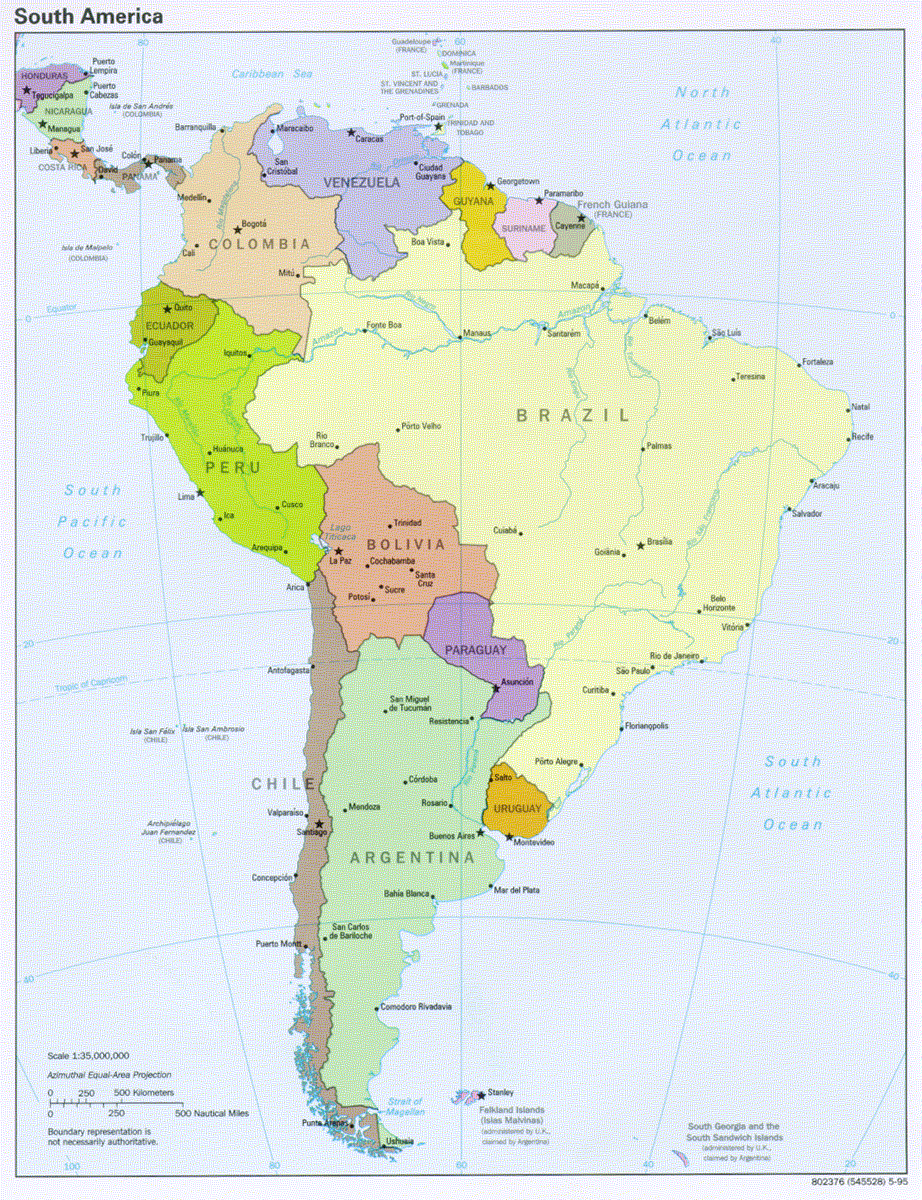 South America
80
60
40
Guadeloupe
(FRANCE)
DOMINICA
Martinique
(FRANCE)
ST. LUCIA
ST. VINCENT AND
THE GRENADINES
BARBADOS
GRENADA
Port-of-Spain
TRINIDAD AND
TOBAGO
Caribbean Sea
North
Atlantic
Ocean
HONDURAS
Puerto
Lempira
Tegucigalpa
Puerto
Cabezas
NICARAGUA
Managua
Isla de San Andrés
(COLOMBIA)
Liberia
San José
COSTA RICA
Colón
Panama
David
PANAMA
Barranquilla
Maracaibo
Caracas
San
Cristóbal
Ciudad
Guayana
VENEZUELA
Georgetown
GUYANA
Paramaribo
SURINAME
French Guiana
(FRANCE)
Cayenne
Medellín
Bogotá
COLOMBIA
Cali
Mitú
Boa Vista
Isla de Malpelo
(COLOMBIA)
Equator
0
0
Quito
ECUADOR
Guayaquil
Iquitos
Amazon
Fonte Boa
Manaus
Amazon
Santarém
Macapá
Belém
São Luís
Fortaleza
Teresina
Natal
Recife
Piura
Trujillo
Huánuco
PERU
Lima
Ica
Cusco
Arequipa
Rio
Branco
Pôrto Velho
BRAZIL
Palmas
Aracaju
Salvador
South
Pacific
Ocean
Lago
Titicaca
Trinidad
La Paz
BOLIVIA
Cochabamba
Santa
Cruz
Sucre
Potosí
Arica
Cuiabá
Goiânia
Brasília
Belo
Horizonte
Vitória
20
20
PARAGUAY
Asunción
Rio de Janeiro
São Paulo
Curitiba
Florianópolis
Pôrto Alegre
Tropic of Capricorn
Antofagasta
San Miguel
de Tucumán
Resistencia
Isla San Félix
(CHILE)
Isla San Ambrosio
(CHILE)
CHILE
Córdoba
Salto
URUGUAY
Valparaíso
Santiago
Mendoza
Rosario
Buenos Aires
Montevideo
Archipiélago
Juan Fernandez
(CHILE)
ARGENTINA
South
Atlantic
Ocean
Concepción
Bahía Blanca
Mar del Plata
San Carlos
de Bariloche
Puerto Montt
40
40
Comodoro Rivadavia
Scale 1:35,000,000
Azimuthal Equal-Area Projection
0 250 500 Kilometers
0 250 500 Nautical Miles
Boundary representation is
not necessarily authoritative.
Strait of
Magellan
Punta Arenas
Ushuaia
Stanley
Falkland Islands
(Islas Malvinas)
(administered by U.K.,
claimed by Argentina)
South Georgia and the
South Sandwich Islands
(administered by U.K.,
claimed by Argentina)
100
80
60
40
20
802376 (545528) 5-95